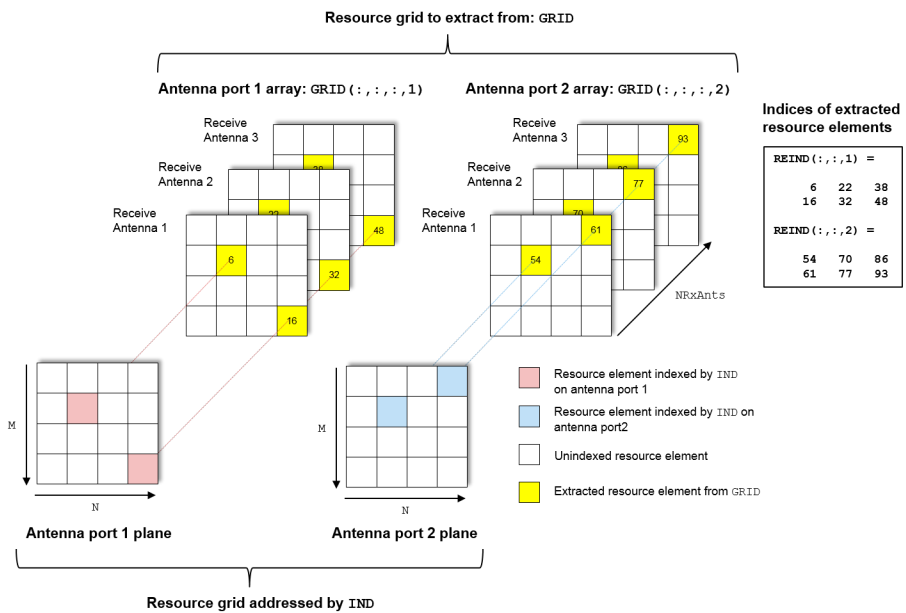 Resource grid to extract from: GRID
Antenna port 1 array: GRID(:,:,:,1)
Antenna port 2 array: GRID(:,:,:,2)
Receive
Antenna 3
Receive
Antenna 2
Receive
Antenna 1
38
22
48
6
32
16
Receive
Antenna 3
Receive
Antenna 2
Receive
Antenna 1
93
86
77
70
61
54
NRxAnts
Indices of extracted
resource elements
REIND(:,:,1) =
6 22 38
16 32 48
REIND(:,:,2) =
54 70 86
61 77 93
M
N
Antenna port 1 plane
M
N
Antenna port 2 plane
Resource element indexed by IND
on antenna port 1
Resource element indexed by IND on
antenna port2
Unindexed resource element
Extracted resource element from GRID
Resource grid addressed by IND